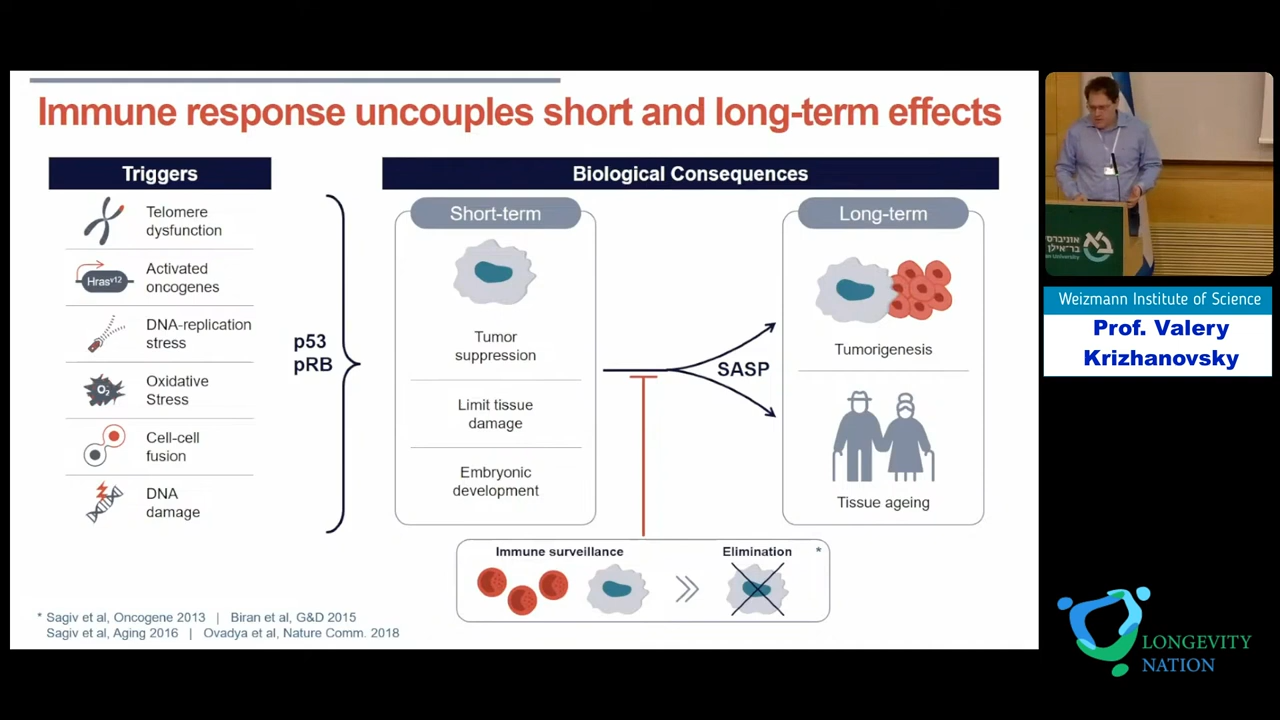 Immune response uncouples short and long-term effects
Triggers
Telomere
dysfunction
Hrasv12
Activated
oncogenes
DNA-replication
stress
O2
Oxidative
Stress
Cell-cell
fusion
DNA
damage
p53
pRB
Biological Consequences
Short-term
Tumor
suppression
Limit tissue
damage
Embryonic
development
SASP
Long-term
Tumorigenesis
Tissue ageing
Immune surveillance
Elimination *
* Sagiv et al, Oncogene 2013 | Biran et al, G&D 2015
Sagiv et al, Aging 2016 | Ovadya et al, Nature Comm. 2018
Weizmann Institute of Science
Prof. Valery
Krizhanovsky
LONGEVITY
NATION